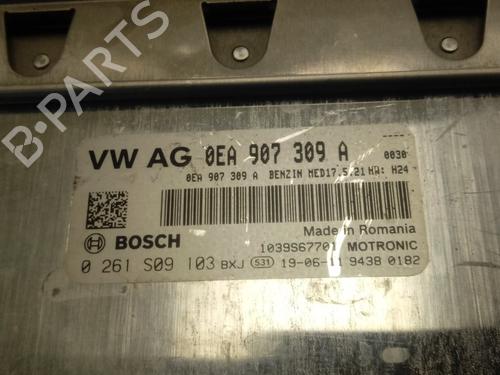 B-PARTS
VW AG 0EA 907 309 A 0030
0EA 907 309 A BENZIN MED17.5.21 HW: H24
Made in Romania
BOSCH 1039S67701 MOTRONIC
0 261 S09 103 BXJ 531 19-06-11 9438 0182